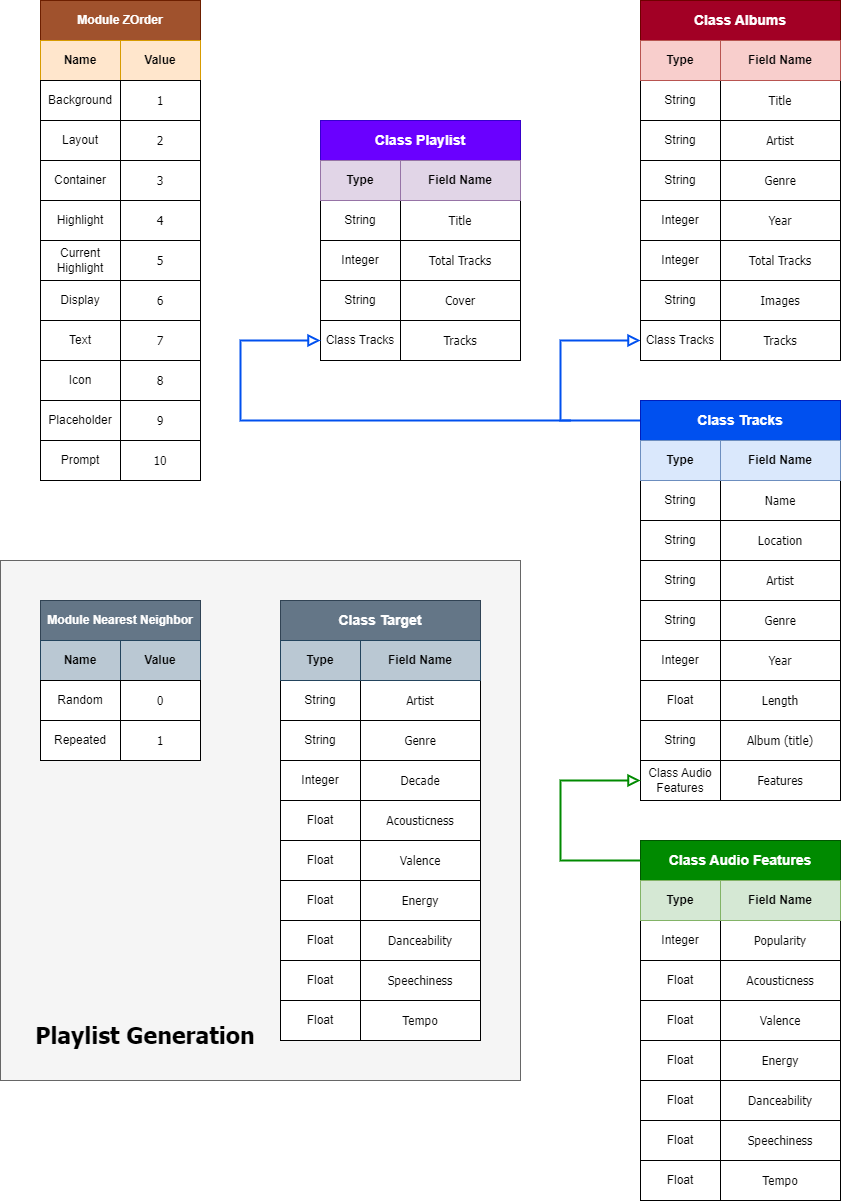 Module ZOrder
Name Value
Background 1
Layout 2
Container 3
Highlight 4
Current
Highlight 5
Display 6
Text 7
Icon 8
Placeholder 9
Prompt 10
Class Playlist
Type Field Name
String Title
Integer Total Tracks
String Cover
Class Tracks Tracks
Class Albums
Type Field Name
String Title
String Artist
String Genre
Integer Year
Integer Total Tracks
String Images
Class Tracks Tracks
Class Tracks
Type Field Name
String Name
String Location
String Artist
String Genre
Integer Year
Float Length
String Album (title)
Class Audio
Features Features
Module Nearest Neighbor
Name Value
Random 0
Repeated 1
Class Target
Type Field Name
String Artist
String Genre
Integer Decade
Float Acousticness
Float Valence
Float Energy
Float Danceability
Float Speechiness
Float Tempo
Playlist Generation
Class Audio Features
Type Field Name
Integer Popularity
Float Acousticness
Float Valence
Float Energy
Float Danceability
Float Speechiness
Float Tempo